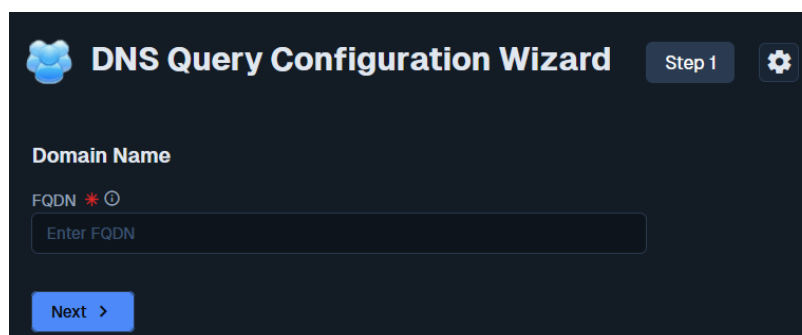 DNS Query Configuration Wizard Step 1
Domain Name
FQDN *
Enter FQDN
Next >